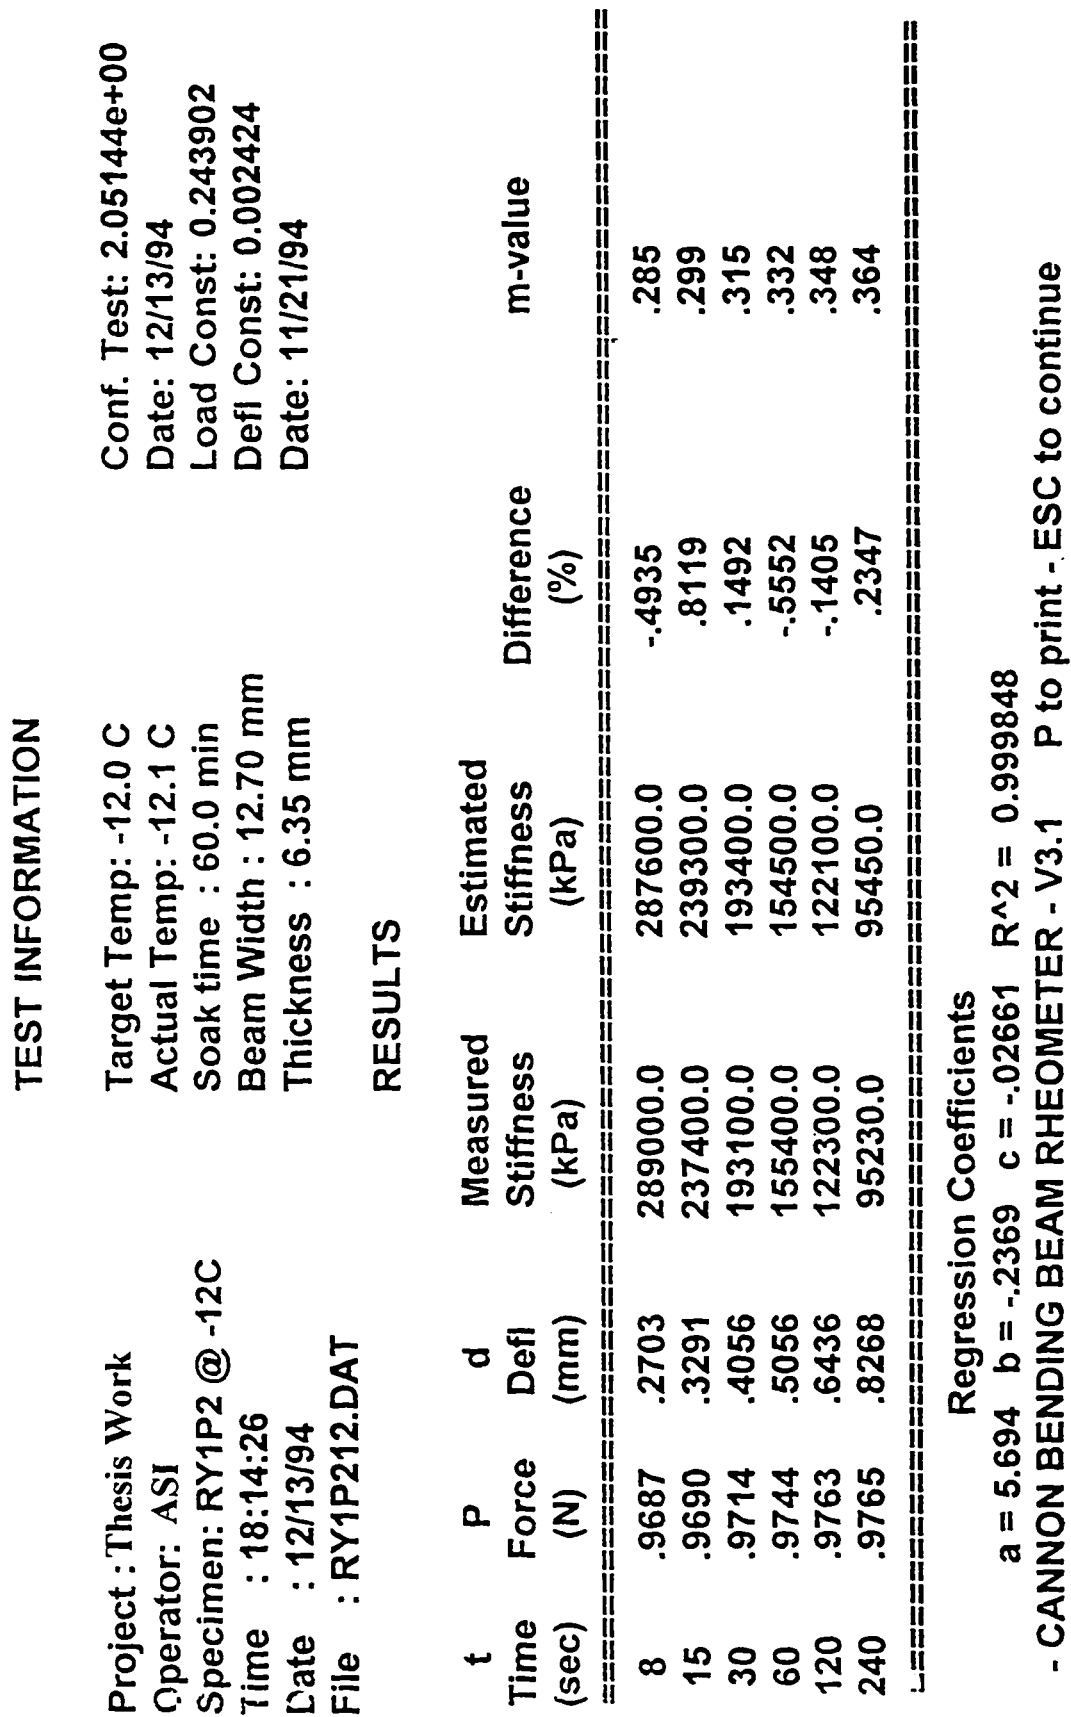 TEST INFORMATION
Project : Thesis Work Target Temp: -12.0 C Conf. Test: 2.05144e+00
Operator: ASI Actual Temp: -12.1 C Date: 12/13/94
Specimen: RY1P2 @ -12C Soak time : 60.0 min Load Const: 0.243902
Time : 18:14:26 Beam Width : 12.70 mm Defl Const: 0.002424
Date : 12/13/94 Thickness : 6.35 mm Date: 11/21/94
File : RY1P212.DAT
RESULTS
t P d Measured Estimated
Time Force Defl Stiffness Stiffness Difference m-value
(sec) (N) (mm) (kPa) (kPa) (%)
8 .9687 .2703 289000.0 287600.0 -.4935 .285
15 .9690 .3291 237400.0 239300.0 .8119 .299
30 .9714 .4056 193100.0 193400.0 .1492 .315
60 .9744 .5056 155400.0 154500.0 -.5552 .332
120 .9763 .6436 122300.0 122100.0 -.1405 .348
240 .9765 .8268 95230.0 95450.0 .2347 .364
Regression Coefficients
a = 5.694 b = -.2369 c = -.02661 R^2 = 0.999848
- CANNON BENDING BEAM RHEOMETER - V3.1 P to print - ESC to continue